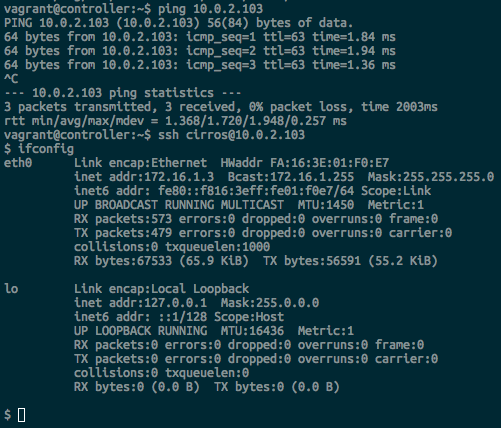 vagrant@controller:~$ ping 10.0.2.103
PING 10.0.2.103 (10.0.2.103) 56(84) bytes of data.
64 bytes from 10.0.2.103: icmp_seq=1 ttl=63 time=1.84 ms
64 bytes from 10.0.2.103: icmp_seq=2 ttl=63 time=1.94 ms
64 bytes from 10.0.2.103: icmp_seq=3 ttl=63 time=1.36 ms
^C
--- 10.0.2.103 ping statistics ---
3 packets transmitted, 3 received, 0% packet loss, time 2003ms
rtt min/avg/max/mdev = 1.368/1.720/1.948/0.257 ms
vagrant@controller:~$ ssh cirros@10.0.2.103
$ ifconfig
eth0 Link encap:Ethernet HWaddr FA:16:3E:01:F0:E7
inet addr:172.16.1.3 Bcast:172.16.1.255 Mask:255.255.255.0
inet6 addr: fe80::f816:3eff:fe01:f0e7/64 Scope:Link
UP BROADCAST RUNNING MULTICAST MTU:1450 Metric:1
RX packets:573 errors:0 dropped:0 overruns:0 frame:0
TX packets:479 errors:0 dropped:0 overruns:0 carrier:0
collisions:0 txqueuelen:1000
RX bytes:67533 (65.9 KiB) TX bytes:56591 (55.2 KiB)
lo Link encap:Local Loopback
inet addr:127.0.0.1 Mask:255.0.0.0
inet6 addr: ::1/128 Scope:Host
UP LOOPBACK RUNNING MTU:16436 Metric:1
RX packets:0 errors:0 dropped:0 overruns:0 frame:0
TX packets:0 errors:0 dropped:0 overruns:0 carrier:0
collisions:0 txqueuelen:0
RX bytes:0 (0.0 B) TX bytes:0 (0.0 B)
$